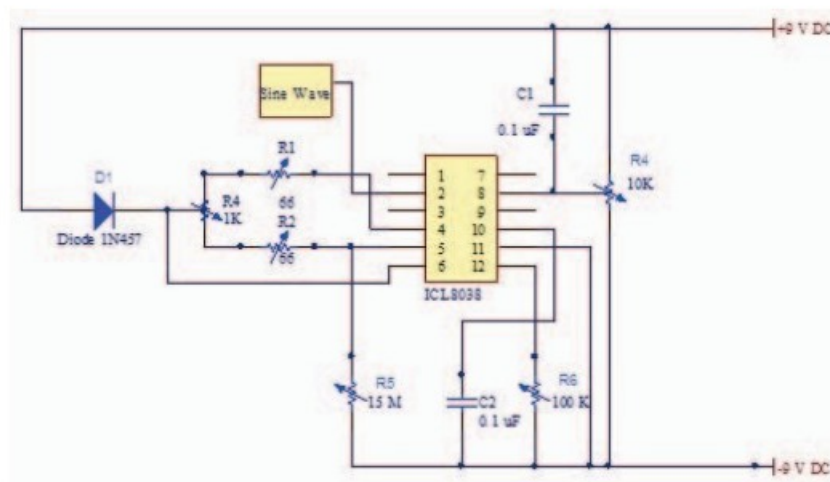 +9 V DC
Sine Wave
C1
0.1 uF
R1
66
D1
Diode 1N457
R4
1K
R2
66
1 7
2 8
3 9
4 10
5 11
6 12
ICL8038
R4
10K
R5
15 M
C2
0.1 uF
R6
100 K
-9 V DC